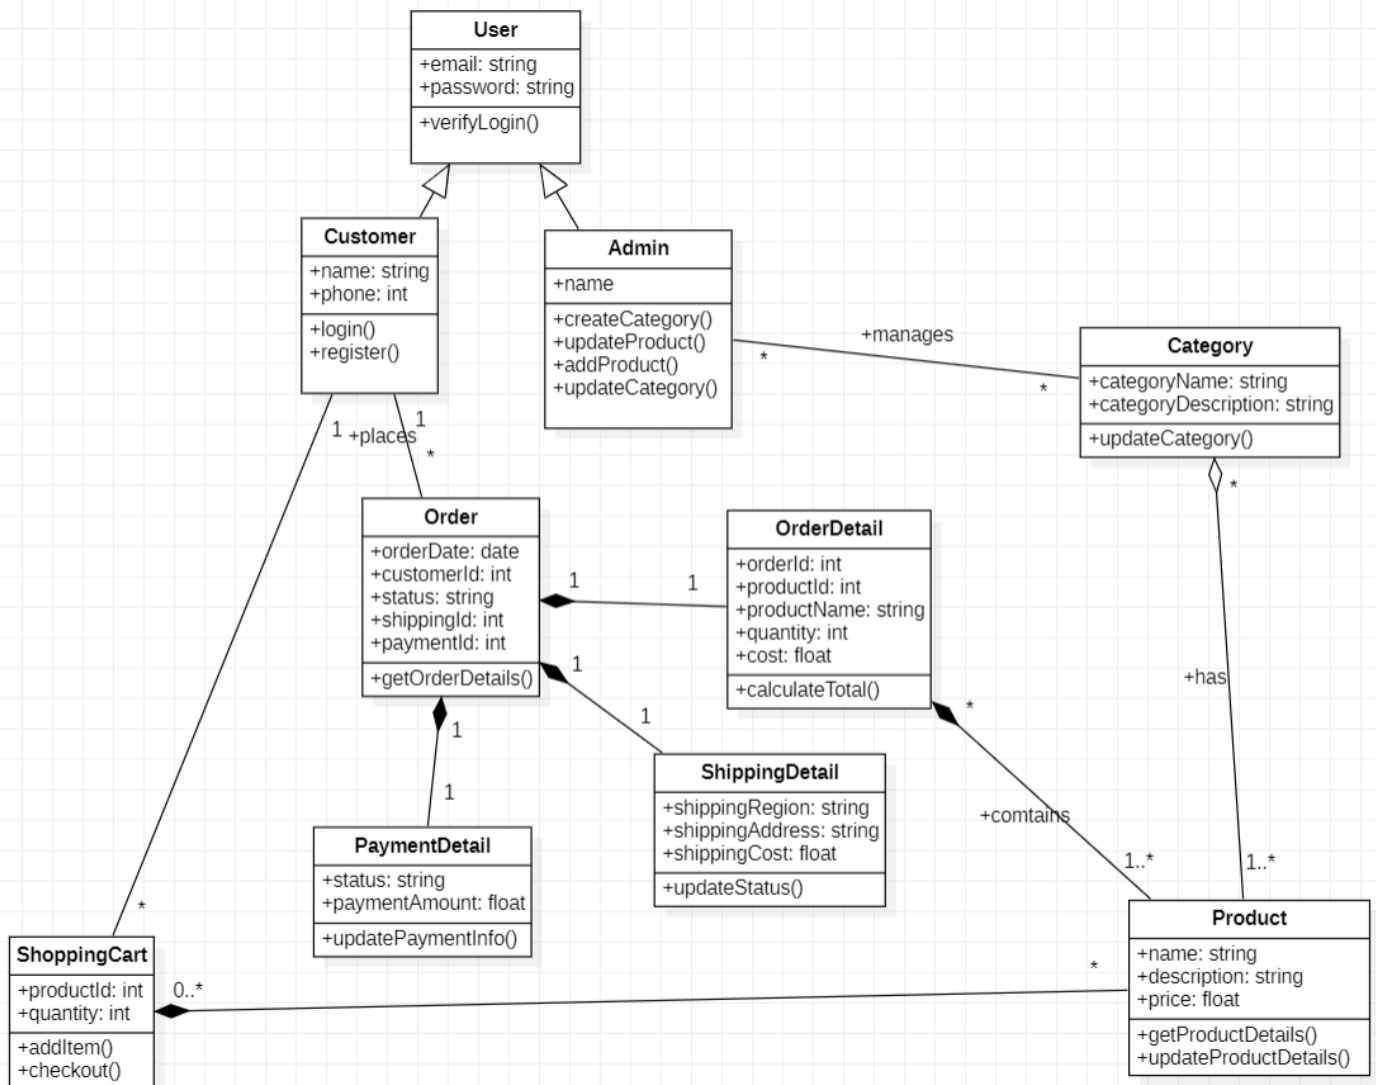 User
+email: string
+password: string
+verifyLogin()
Customer
+name: string
+phone: int
+login()
+register()
Admin
+name
+createCategory()
+updateProduct()
+addProduct()
+updateCategory()
+manages
*
*
Category
+categoryName: string
+categoryDescription: string
+updateCategory()
*
1
+places
1
*
Order
+orderDate: date
+customerId: int
+status: string
+shippingId: int
+paymentId: int
+getOrderDetails()
1
1
OrderDetail
+orderId: int
+productId: int
+productName: string
+quantity: int
+cost: float
+calculateTotal()
1
1
1
1
*
+has
ShippingDetail
+shippingRegion: string
+shippingAddress: string
+shippingCost: float
+updateStatus()
+comtains
1..*
1..*
PaymentDetail
+status: string
+paymentAmount: float
+updatePaymentInfo()
*
ShoppingCart
+productId: int
+quantity: int
+addItem()
+checkout()
0..*
*
Product
+name: string
+description: string
+price: float
+getProductDetails()
+updateProductDetails()